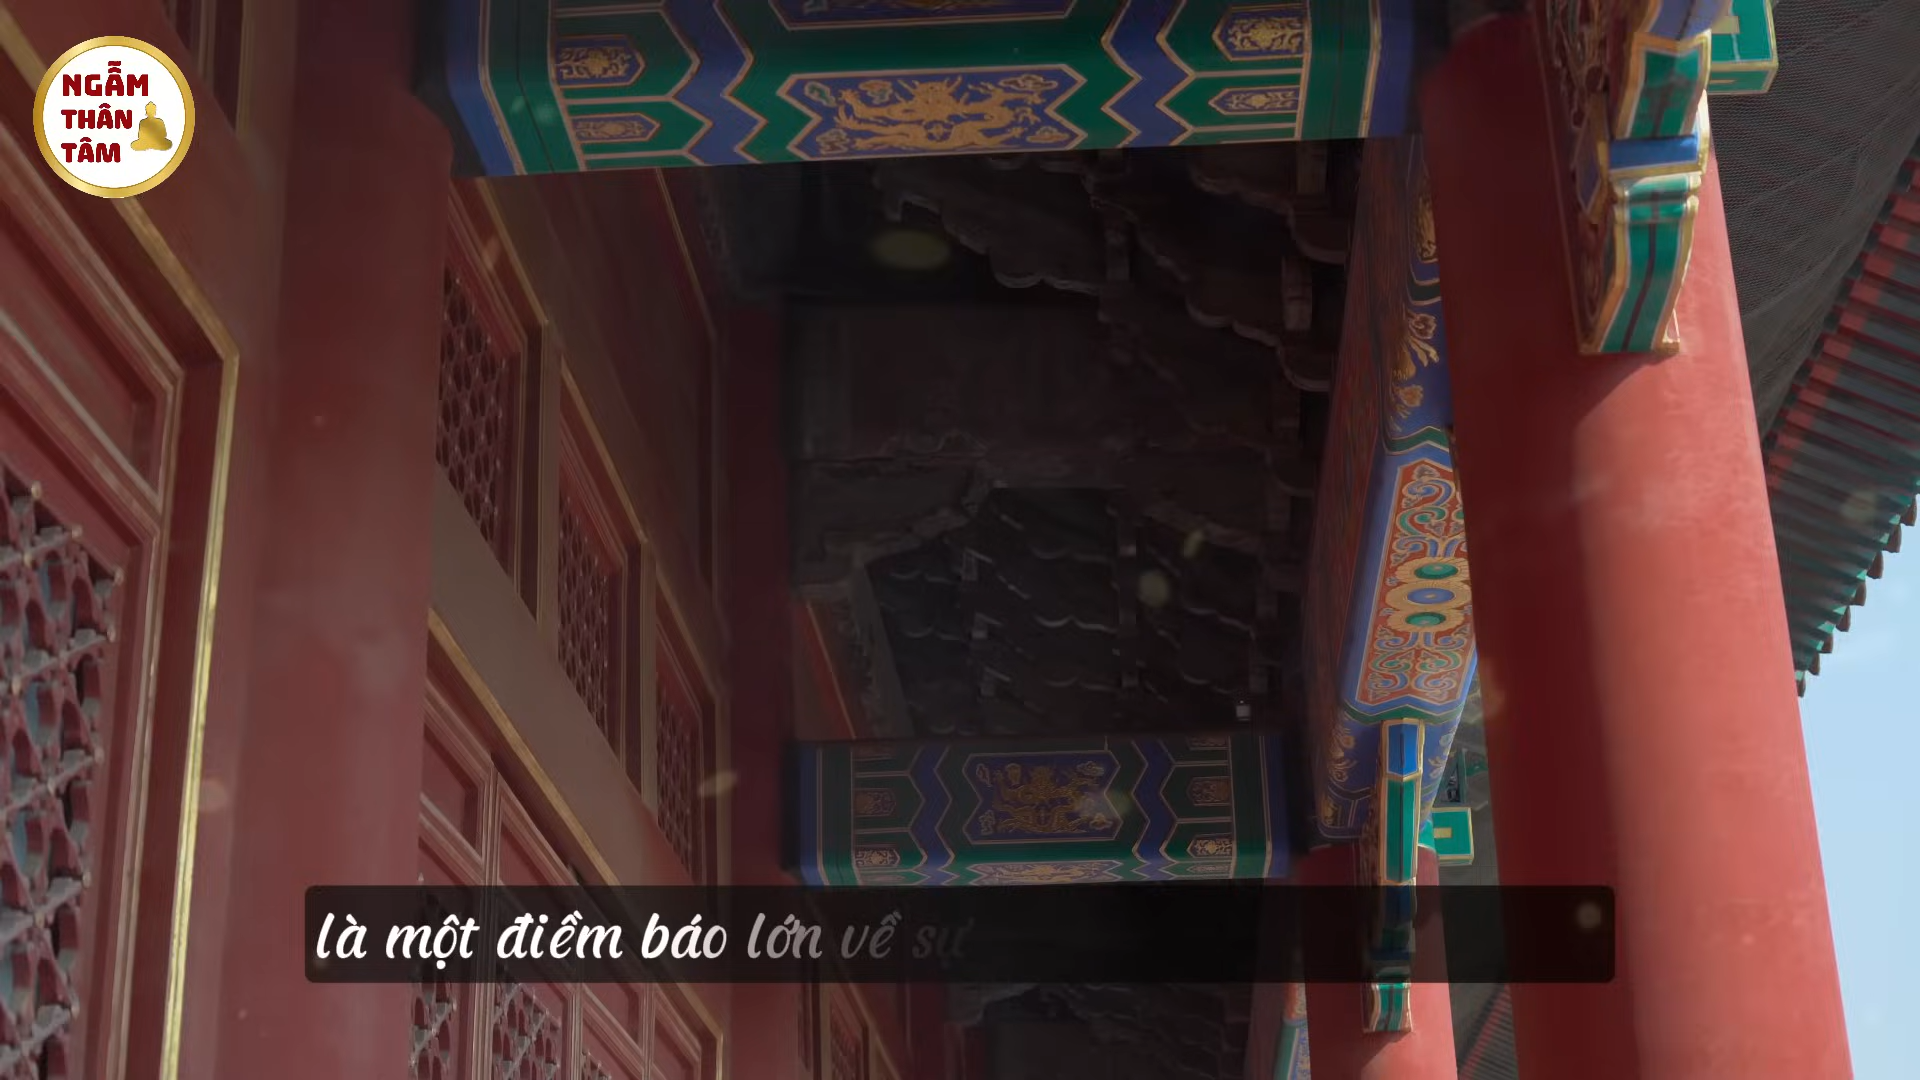 NGẪM
THÂN
TÂM
là một điềm báo lớn về sự